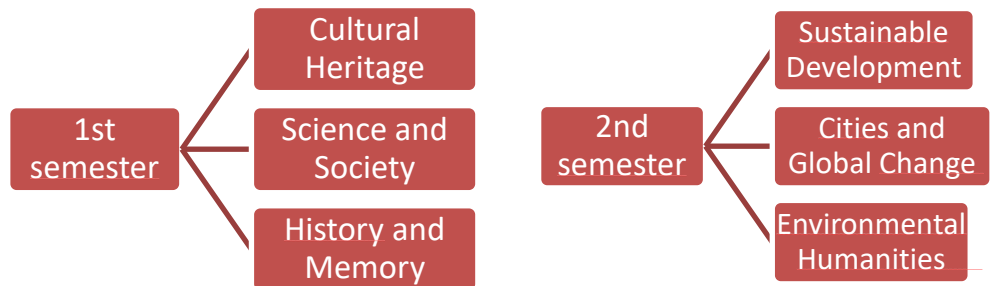 1st
semester
Cultural
Heritage
Science and
Society
History and
Memory
2nd
semester
Sustainable
Development
Cities and
Global Change
Environmental
Humanities